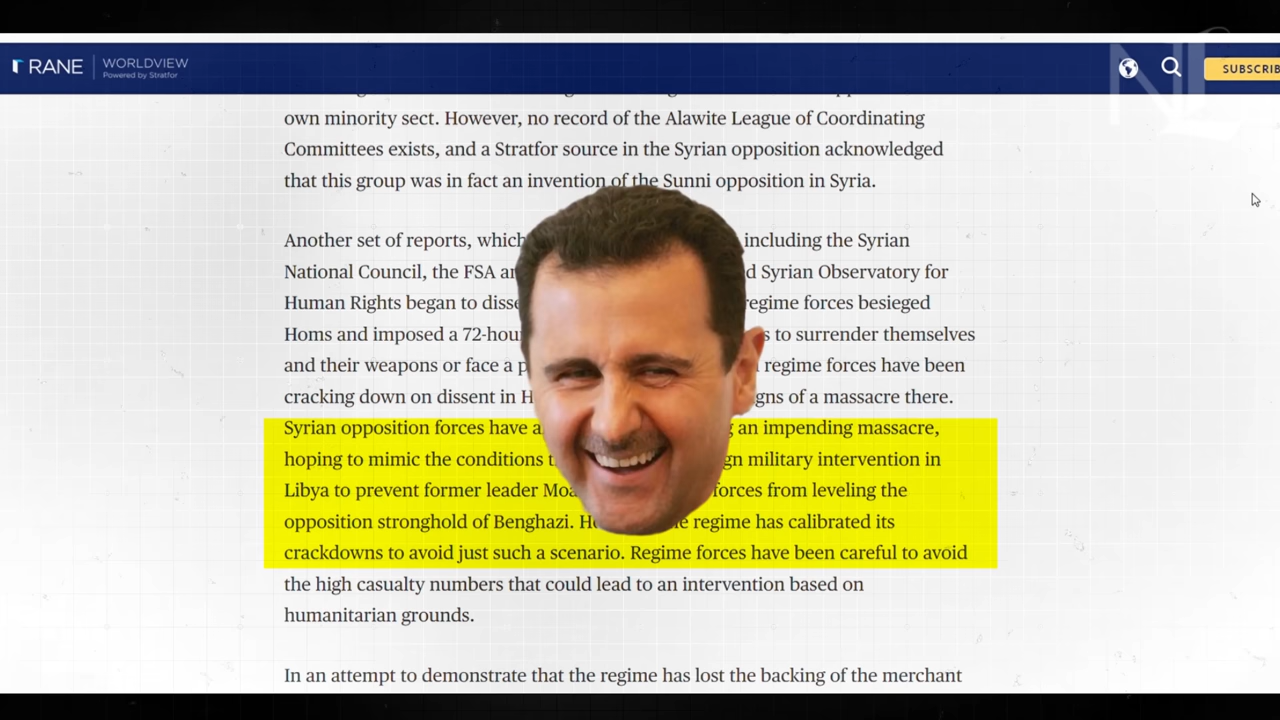 RANE WORLDVIEW
Powered by Stratfor
SUBSCRIB
NL
own minority sect. However, no record of the Alawite League of Coordinating
Committees exists, and a Stratfor source in the Syrian opposition acknowledged
that this group was in fact an invention of the Sunni opposition in Syria.
Another set of reports, which including the Syrian
National Council, the FSA Syrian Observatory for
Human Rights began to regime forces besieged
Homs and imposed a to surrender themselves
and their weapons or face a regime forces have been
cracking down on dissent in of a massacre there.
Syrian opposition forces have an impending massacre,
hoping to mimic the conditions military intervention in
Libya to prevent former leader forces from leveling the
opposition stronghold of Benghazi. regime has calibrated its
crackdowns to avoid just such a scenario. Regime forces have been careful to avoid
the high casualty numbers that could lead to an intervention based on
humanitarian grounds.
In an attempt to demonstrate that the regime has lost the backing of the merchant